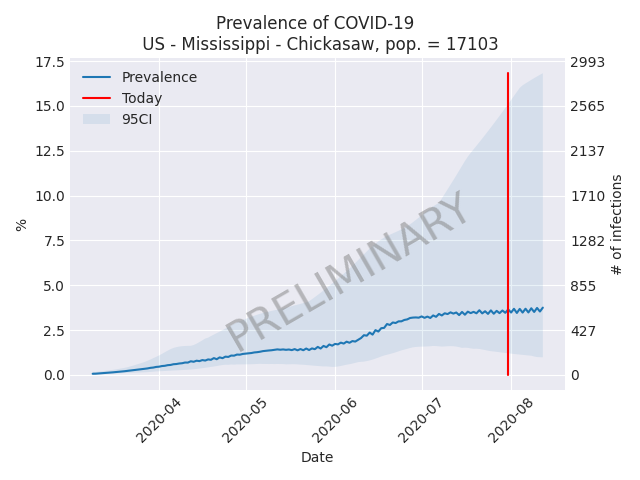 Prevalence of COVID-19
US - Mississippi - Chickasaw, pop. = 17103
17.5
15.0
12.5
10.0
7.5
5.0
2.5
0.0
%
Prevalence
Today
95CI
PRELIMINARY
2993
2565
2137
1710
1282
855
427
0
# of infections
2020-04
2020-05
2020-06
2020-07
2020-08
Date